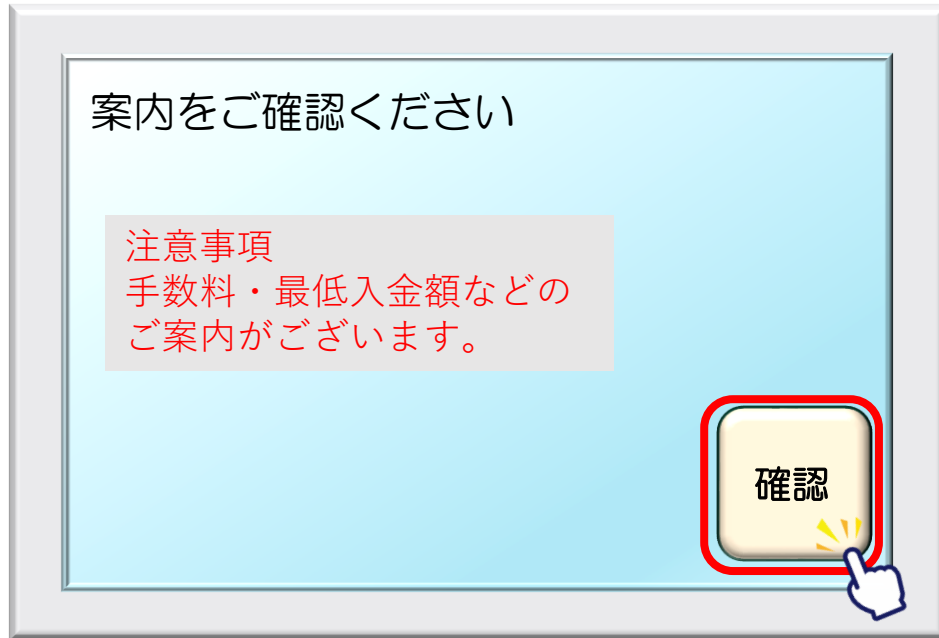 案内をご確認ください
注意事項
手数料・最低入金額などの
ご案内がございます。
確認